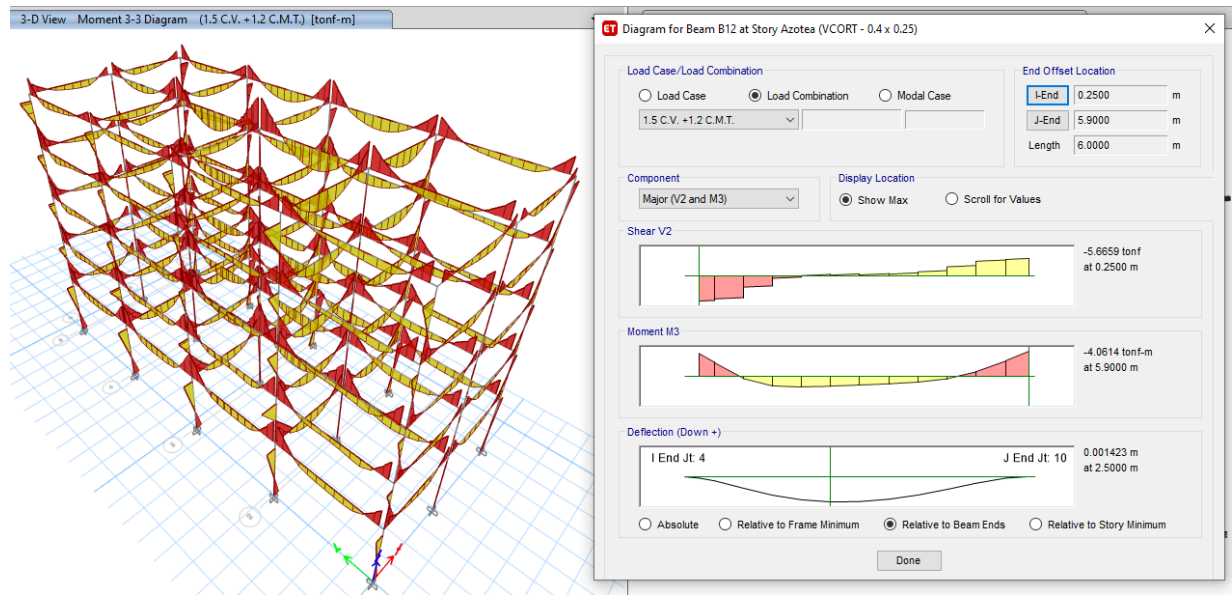 3-D View Moment 3-3 Diagram (1.5 C.V. +1.2 C.M.T.) [tonf-m]
ET Diagram for Beam B12 at Story Azotea (VCORT - 0.4 x 0.25)
Load Case/Load Combination
Load Case Load Combination Modal Case
1.5 C.V. +1.2 C.M.T.
End Offset Location
I-End 0.2500 m
J-End 5.9000 m
Length 6.0000 m
Component
Major (V2 and M3)
Display Location
Show Max Scroll for Values
Shear V2
-5.6659 tonf
at 0.2500 m
Moment M3
-4.0614 tonf-m
at 5.9000 m
Deflection (Down +)
I End Jt: 4 J End Jt: 10
0.001423 m
at 2.5000 m
Absolute Relative to Frame Minimum Relative to Beam Ends Relative to Story Minimum
Done